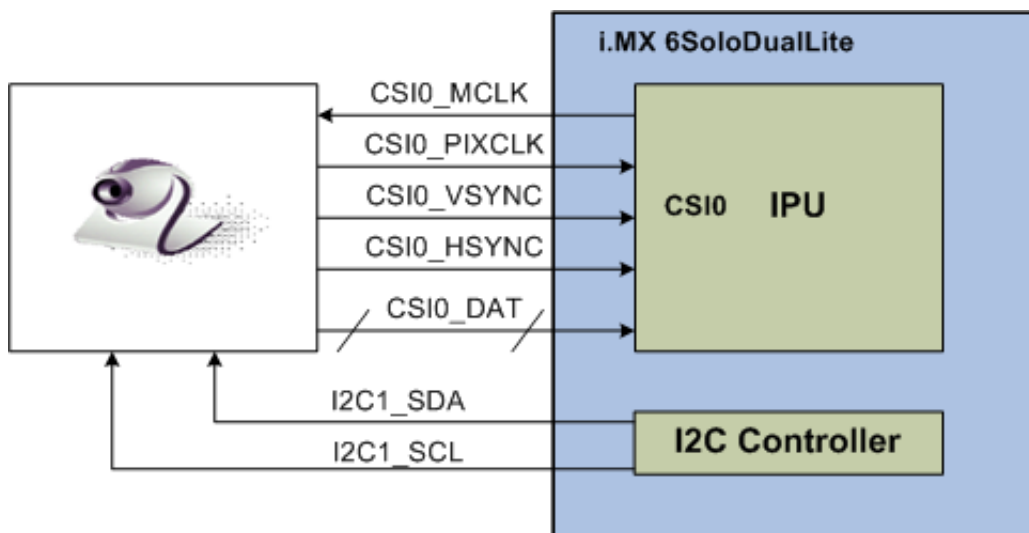 i.MX 6SoloDualLite
CSI0_MCLK
CSI0_PIXCLK
CSI0_VSYNC
CSI0 IPU
CSI0_HSYNC
CSI0_DAT
I2C1_SDA
I2C Controller
I2C1_SCL